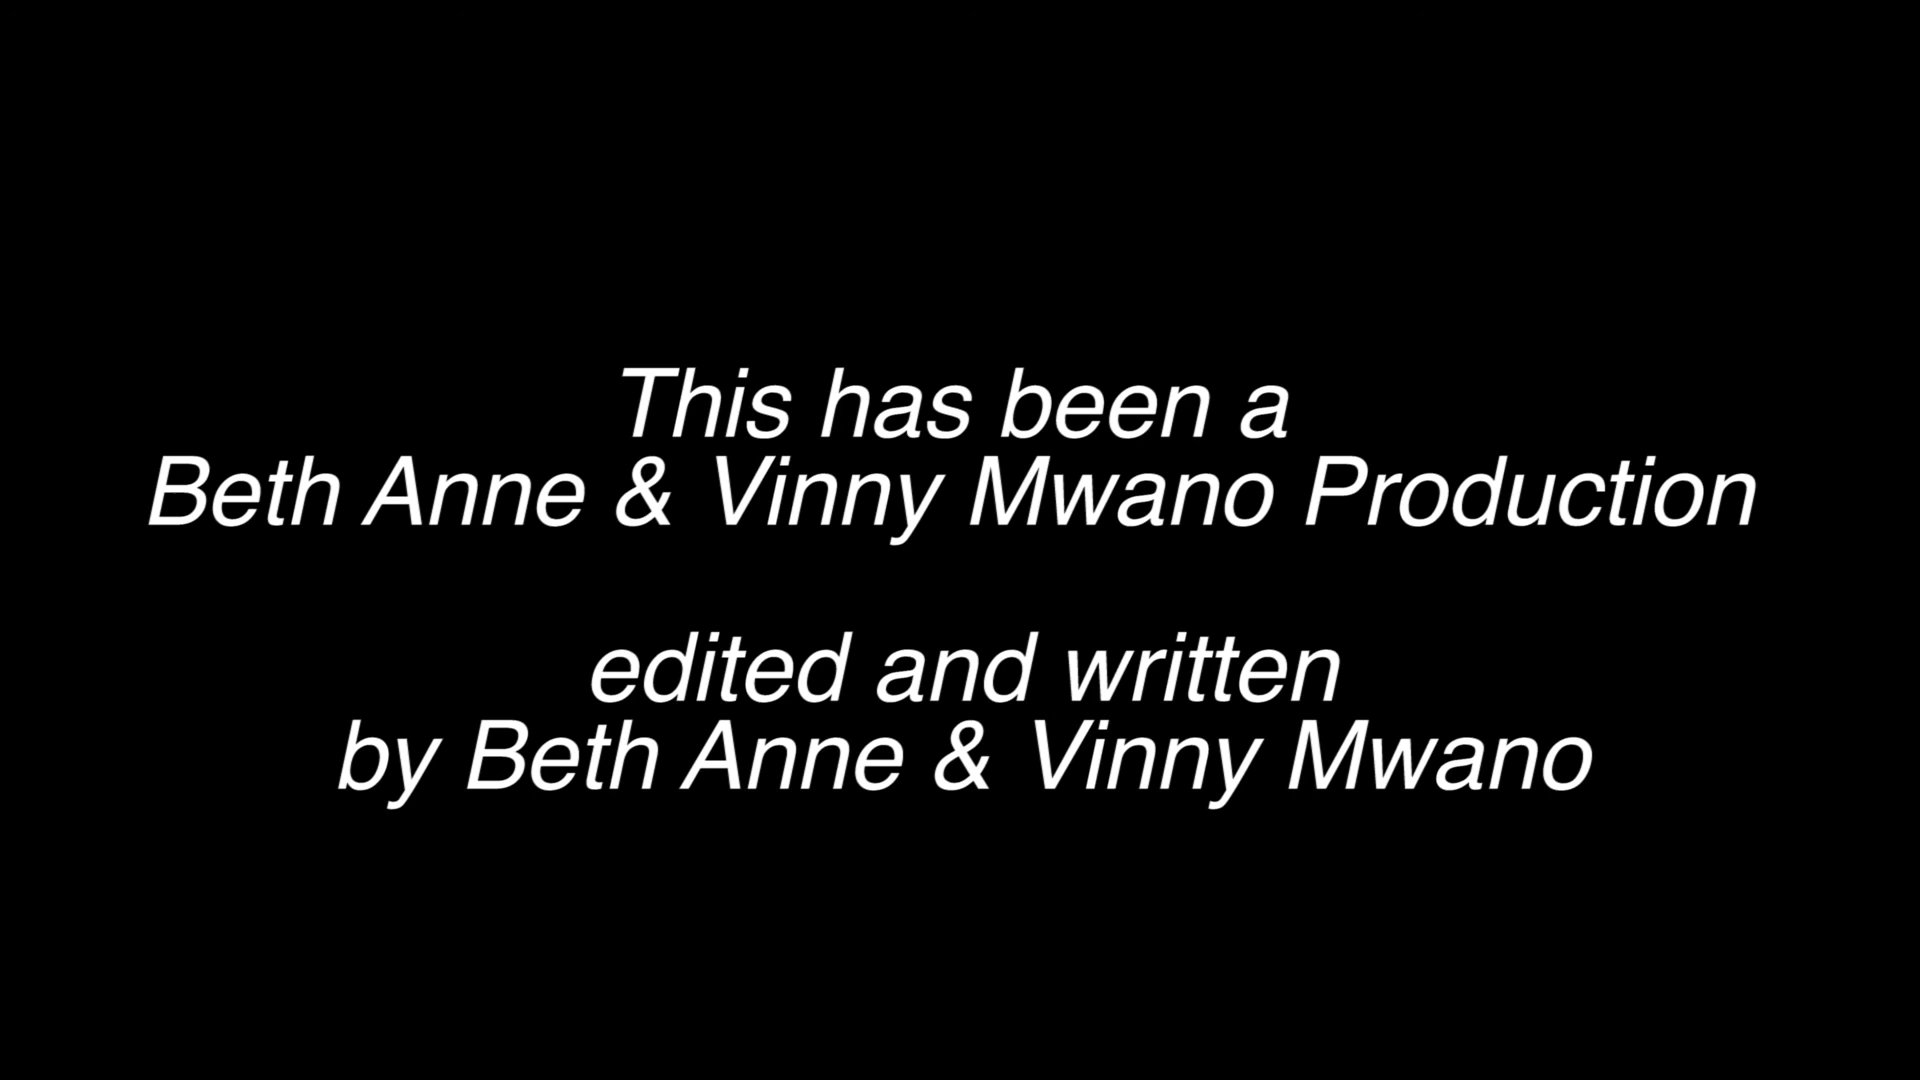 This has been a
Beth Anne & Vinny Mwano Production
edited and written
by Beth Anne & Vinny Mwano